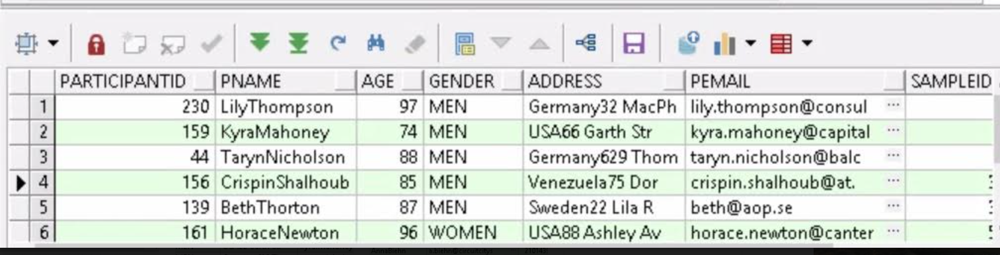 PARTICIPANTID PNAME AGE GENDER ADDRESS PEMAIL SAMPLEID
1 230 LilyThompson 97 MEN Germany32 MacPh lily.thompson@consul ...
2 159 KyraMahoney 74 MEN USA66 Garth Str kyra.mahoney@capital ...
3 44 TarynNicholson 88 MEN Germany629 Thom taryn.nicholson@balc ...
4 156 CrispinShalhoub 85 MEN Venezuela75 Dor crispin.shalhoub@at. ...
5 139 BethThorton 87 MEN Sweden22 Lila R beth@aop.se ...
6 161 HoraceNewton 96 WOMEN USA88 Ashley Av horace.newton@canter ...